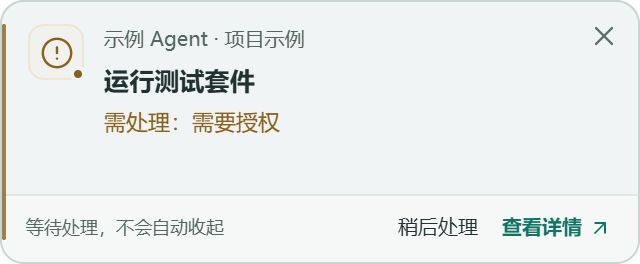 示例 Agent · 项目示例
运行测试套件
需处理：需要授权
等待处理，不会自动收起
稍后处理
查看详情